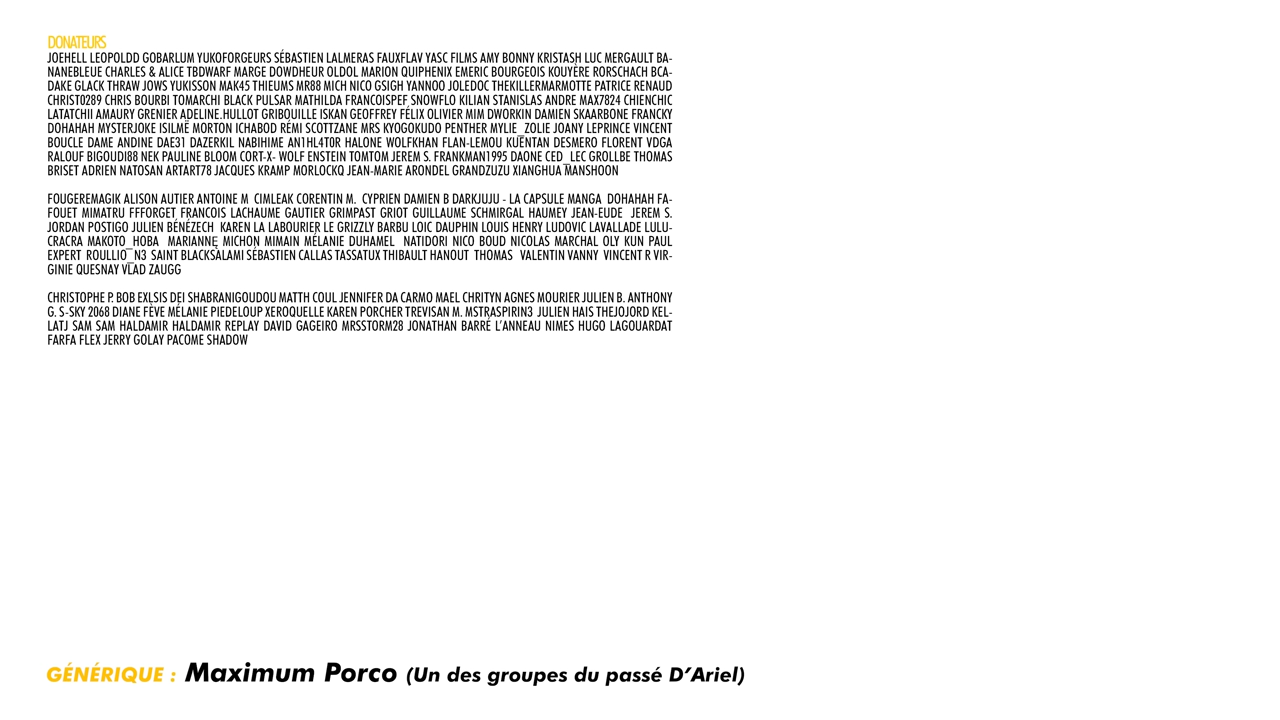 DONATEURS
JOEHELL LEOPOLDD GOBARLUM YUKOFORGEURS SÉBASTIEN LALMERAS FAUXFLAV YASC FILMS AMY BONNY KRISTASH LUC MERGAULT BA-
NANEBLEUE CHARLES & ALICE TBDWARF MARGE DOWDHEUR OLDOL MARION QUIPHENIX EMERIC BOURGEOIS KOUYÈRE RORSCHACH BCA-
DAKE GLACK THRAW JOWS YUKISSON MAK45 THIEUMS MR88 MICH NICO GSIGH YANNOO JOLEDOC THEKILLERMARMOTTE PATRICE RENAUD
CHRIST0289 CHRIS BOURBI TOMARCHI BLACK PULSAR MATHILDA FRANCOISPEF SNOWFLO KILIAN STANISLAS ANDRE MAX7824 CHIENCHIC
LATATCHII AMAURY GRENIER ADELINE.HULLOT GRIBOUILLE ISKAN GEOFFREY FÉLIX OLIVIER MIM DWORKIN DAMIEN SKAARBONE FRANCKY
DOHAHAH MYSTERJOKE ISILMË MORTON ICHABOD RÉMI SCOTTZANE MRS KYOGOKUDO PENTHER MYLIE_ZOLIE JOANY LEPRINCE VINCENT
BOUCLE DAME ANDINE DAE31 DAZERKIL NABIHIME AN1HL4T0R HALONE WOLFKHAN FLAN-LEMOU KUENTAN DESMERO FLORENT VDGA
RALOUF BIGOUDI88 NEK PAULINE BLOOM CORT-X- WOLF ENSTEIN TOMTOM JEREM S. FRANKMAN1995 DAONE CED_LEC GROLLBE THOMAS
BRISET ADRIEN NATOSAN ARTART78 JACQUES KRAMP MORLOCKQ JEAN-MARIE ARONDEL GRANDZUZU XIANGHUA MANSHOON
FOUGEREMAGIK ALISON AUTIER ANTOINE M CIMLEAK CORENTIN M. CYPRIEN DAMIEN B DARKJUJU - LA CAPSULE MANGA DOHAHAH FA-
FOUET MIMATRU FFFORGET FRANCOIS LACHAUME GAUTIER GRIMPAST GRIOT GUILLAUME SCHMIRGAL HAUMEY JEAN-EUDE JEREM S.
JORDAN POSTIGO JULIEN BÉNÉZECH KAREN LA LABOURIER LE GRIZZLY BARBU LOIC DAUPHIN LOUIS HENRY LUDOVIC LAVALLADE LULU-
CRACRA MAKOTO_HOBA MARIANNE MICHON MIMAIN MÉLANIE DUHAMEL NATIDORI NICO BOUD NICOLAS MARCHAL OLY KUN PAUL
EXPERT ROULLIO_N3 SAINT BLACKSALAMI SÉBASTIEN CALLAS TASSATUX THIBAULT HANOUT THOMAS VALENTIN VANNY VINCENT R VIR-
GINIE QUESNAY VLAD ZAUGG
CHRISTOPHE P. BOB EXLSIS DEI SHABRANIGOUDOU MATTH COUL JENNIFER DA CARMO MAEL CHRITYN AGNES MOURIER JULIEN B. ANTHONY
G. S-SKY 2068 DIANE FÈVE MÉLANIE PIEDELOUP XEROQUELLE KAREN PORCHER TREVISAN M. MSTRASPIRIN3 JULIEN HAIS THEJOJORD KEL-
LATJ SAM SAM HALDAMIR HALDAMIR REPLAY DAVID GAGEIRO MRSSTORM28 JONATHAN BARRÉ L'ANNEAU NIMES HUGO LAGOUARDAT
FARFA FLEX JERRY GOLAY PACOME SHADOW
GÉNÉRIQUE : Maximum Porco (Un des groupes du passé D'Ariel)